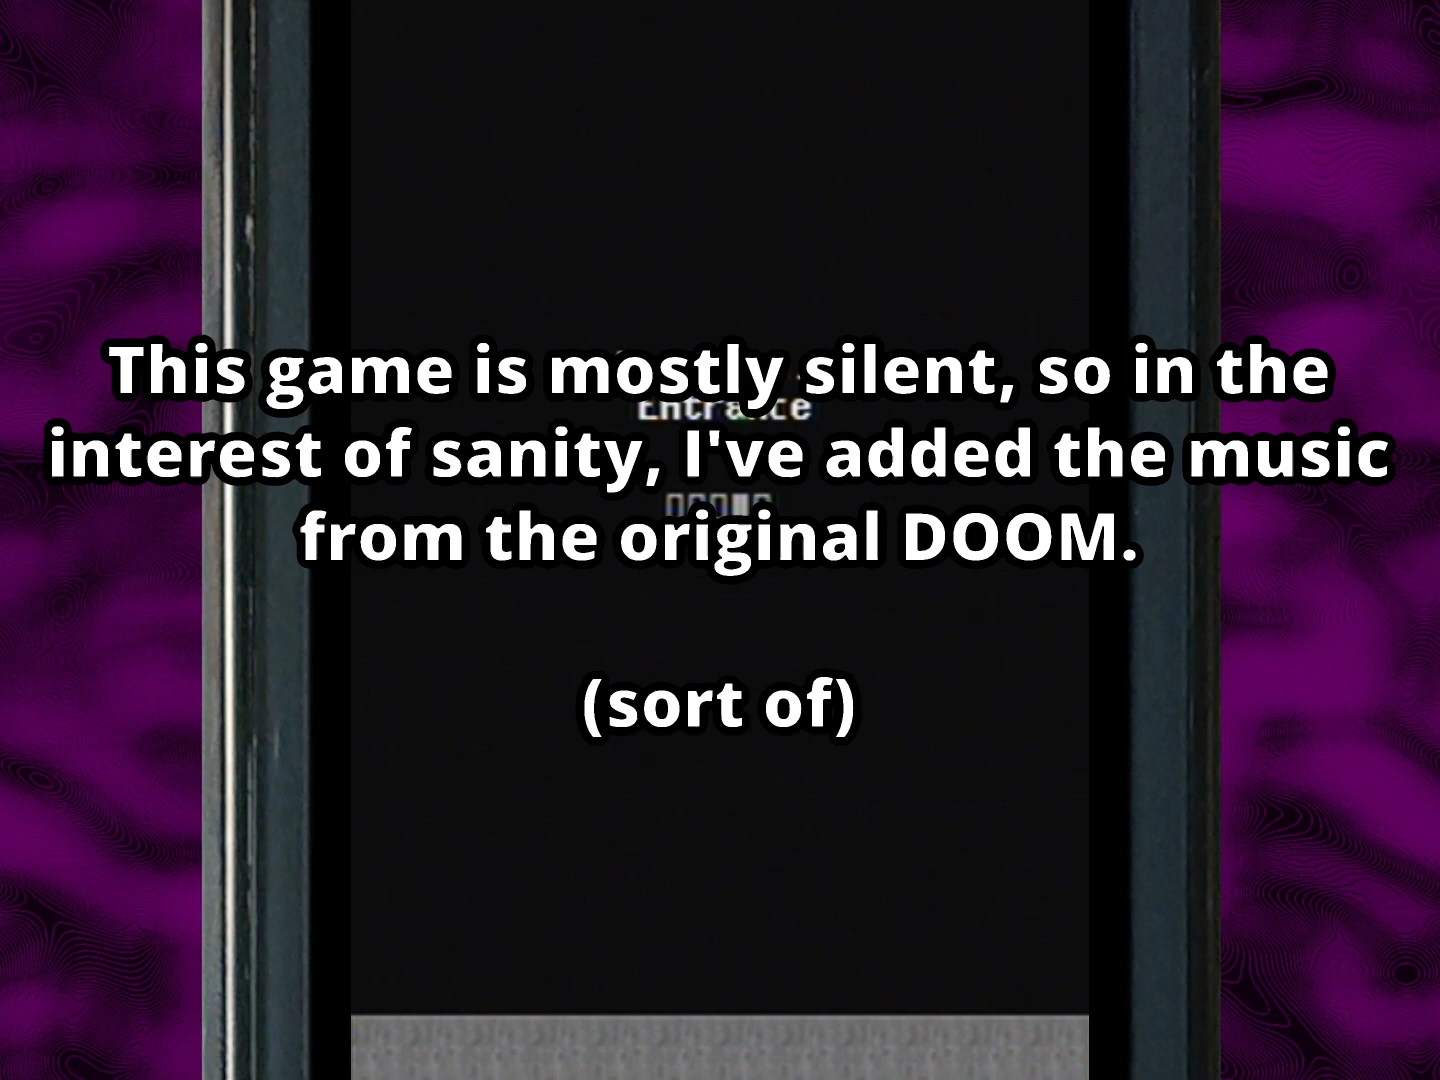 This game is mostly silent, so in the
Entrance
interest of sanity, I've added the music
from the original DOOM.
(sort of)